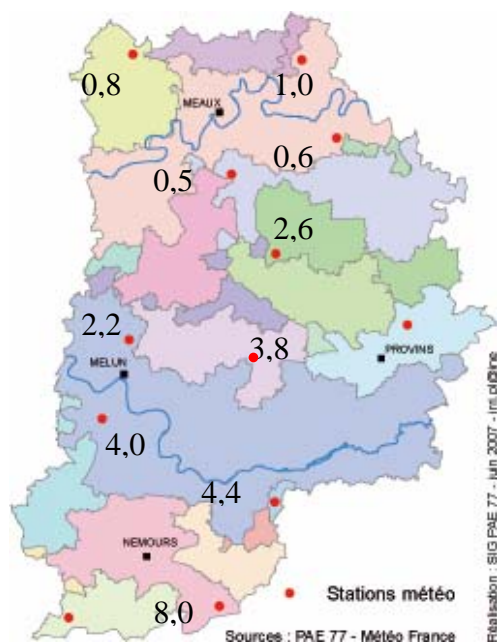 0,8
1,0
MEAUX
0,6
0,5
2,6
2,2
3,8
PROVINS
MELUN
4,0
4,4
NEMOURS
Stations météo
8,0
Sources : PAE 77 - Météo France
Réalisation : SIG PAE 77 - juin 2007 -